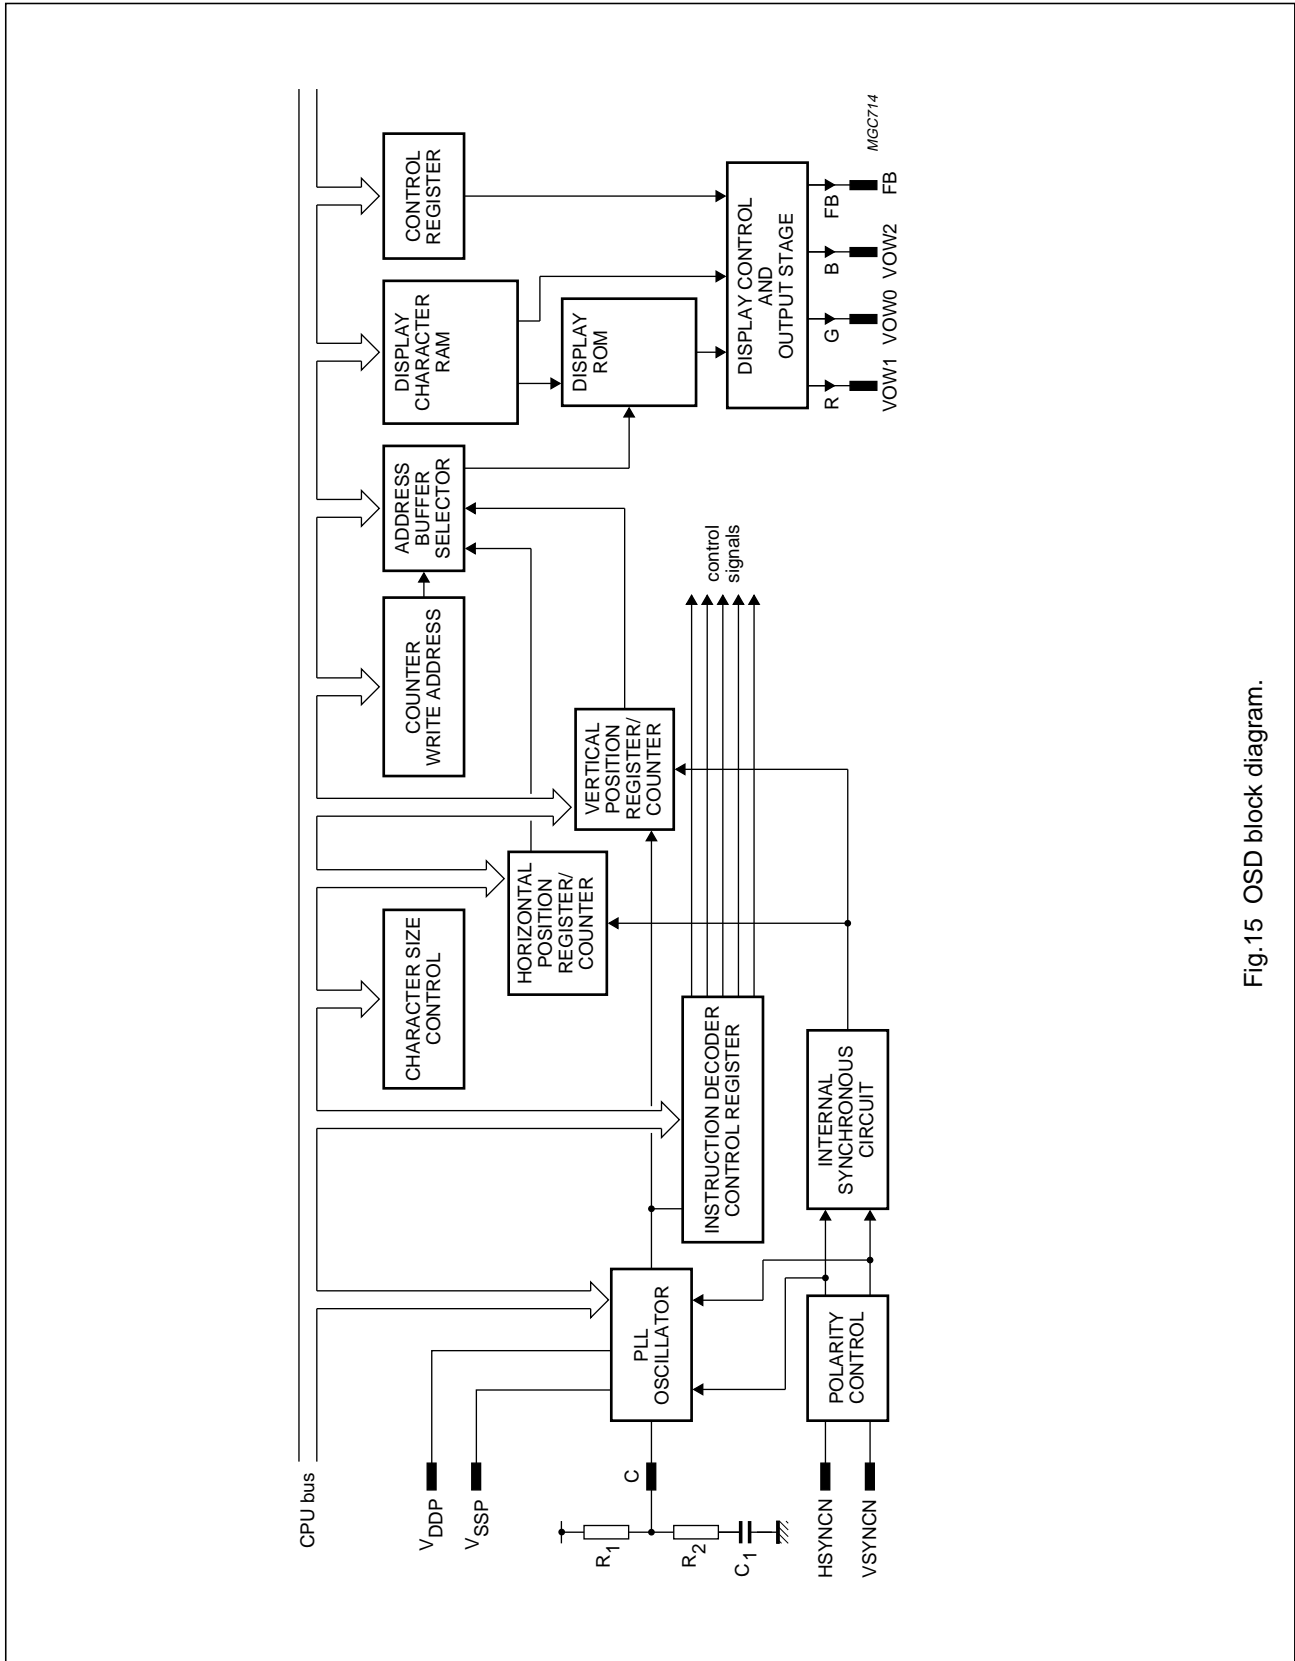 CPU bus
VDDP
VSSP
C
R1
R2
C1
HSYNCN
VSYNCN
PLL
OSCILLATOR
POLARITY
CONTROL
INSTRUCTION DECODER
CONTROL REGISTER
INTERNAL
SYNCHRONOUS
CIRCUIT
CHARACTER SIZE
CONTROL
HORIZONTAL
POSITION
REGISTER/
COUNTER
VERTICAL
POSITION
REGISTER/
COUNTER
control
signals
COUNTER
WRITE ADDRESS
ADDRESS
BUFFER
SELECTOR
DISPLAY
CHARACTER
RAM
DISPLAY
ROM
CONTROL
REGISTER
DISPLAY CONTROL
AND
OUTPUT STAGE
R
G
B
FB
VOW1
VOW0
VOW2
FB
MGC714
Fig.15 OSD block diagram.